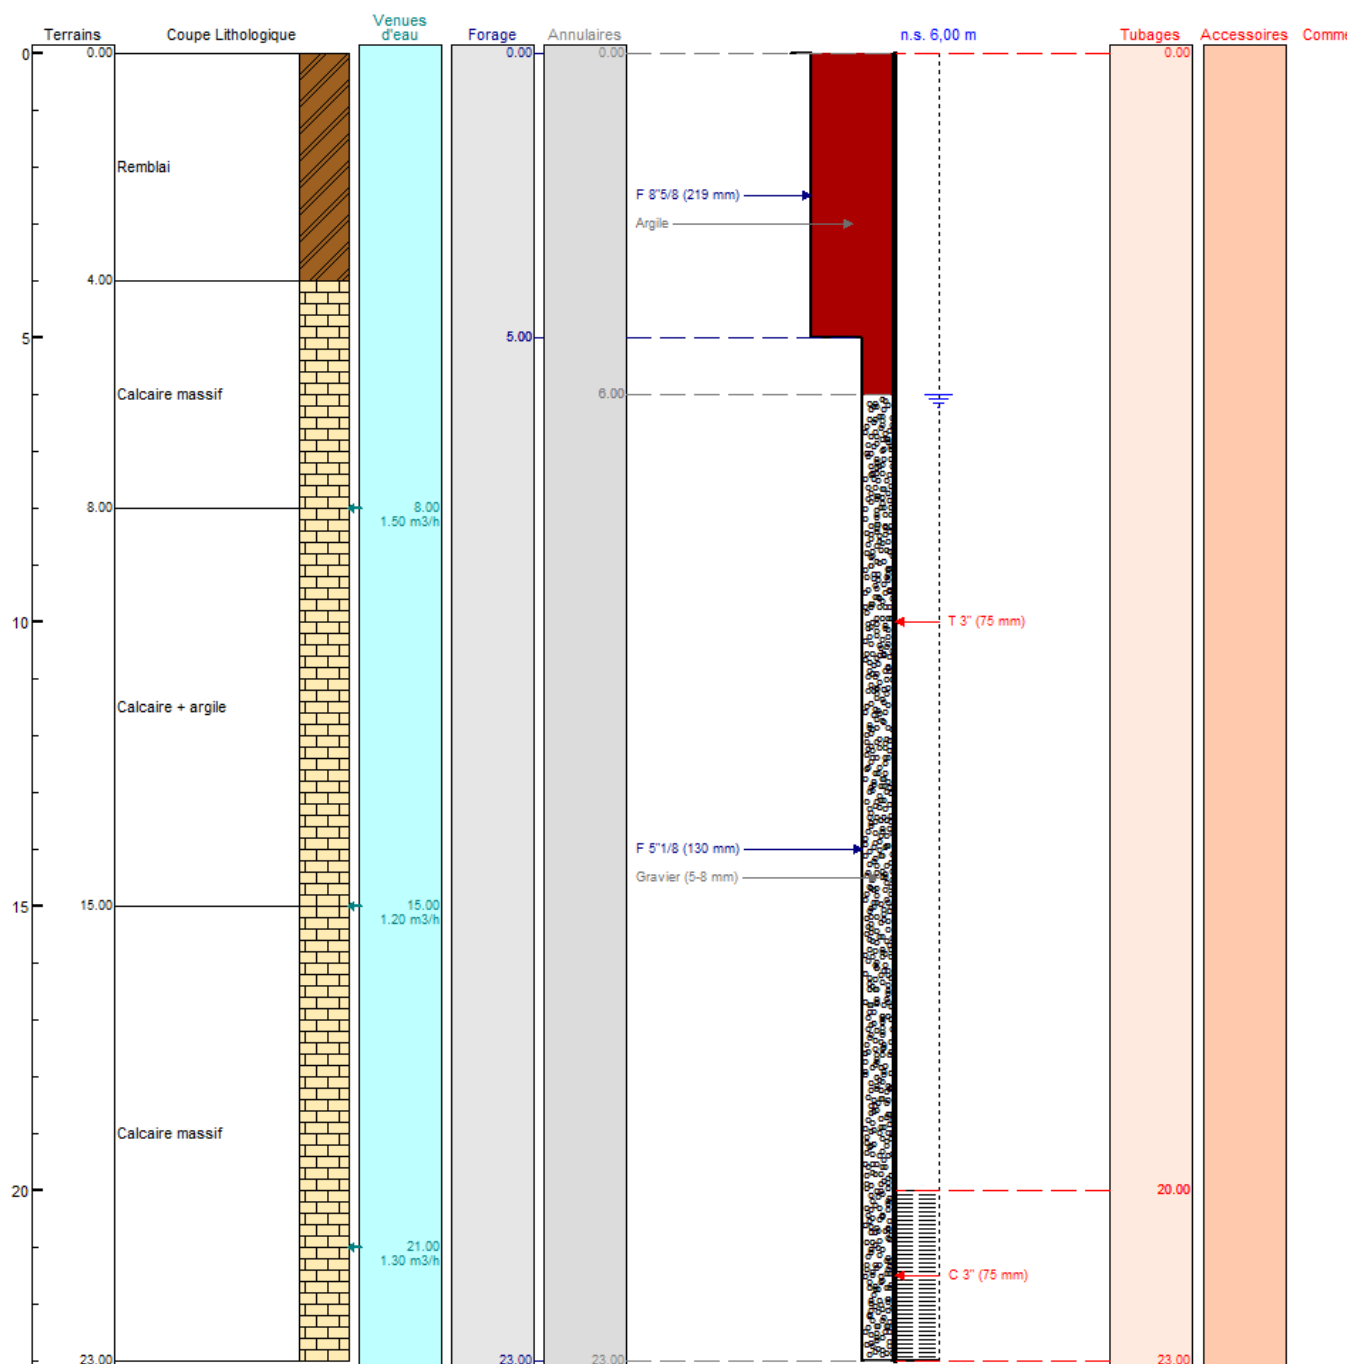 Terrains
Coupe Lithologique
Venues
d'eau
Forage
Annulaires
n.s. 6,00 m
Tubages
Accessoires
0
0.00
0.00
0.00
0.00
Remblai
F 8"5/8 (219 mm)
Argile
4.00
5
5.00
Calcaire massif
6.00
8.00
8.00
1.50 m3/h
10
T 3" (75 mm)
Calcaire + argile
F 5"1/8 (130 mm)
Gravier (5-8 mm)
15
15.00
15.00
1.20 m3/h
Calcaire massif
20
20.00
21.00
1.30 m3/h
C 3" (75 mm)
23.00
23.00
23.00
23.00